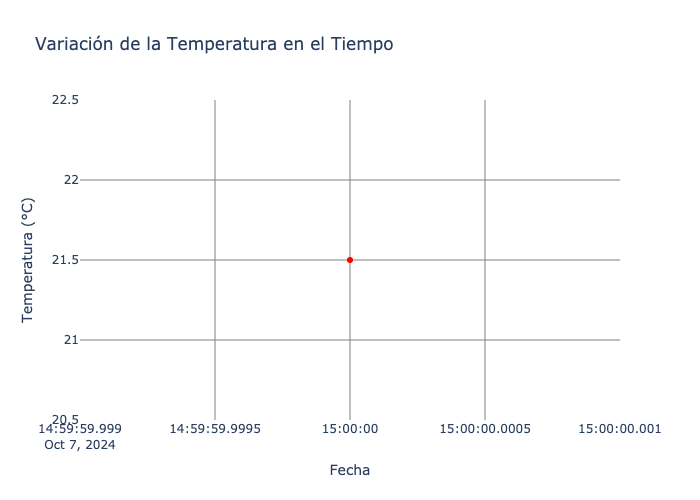 Variación de la Temperatura en el Tiempo
22.5
22
21.5
21
20.5
Temperatura (°C)
14:59:59.999
Oct 7, 2024
14:59:59.9995
15:00:00
15:00:00.0005
15:00:00.001
Fecha